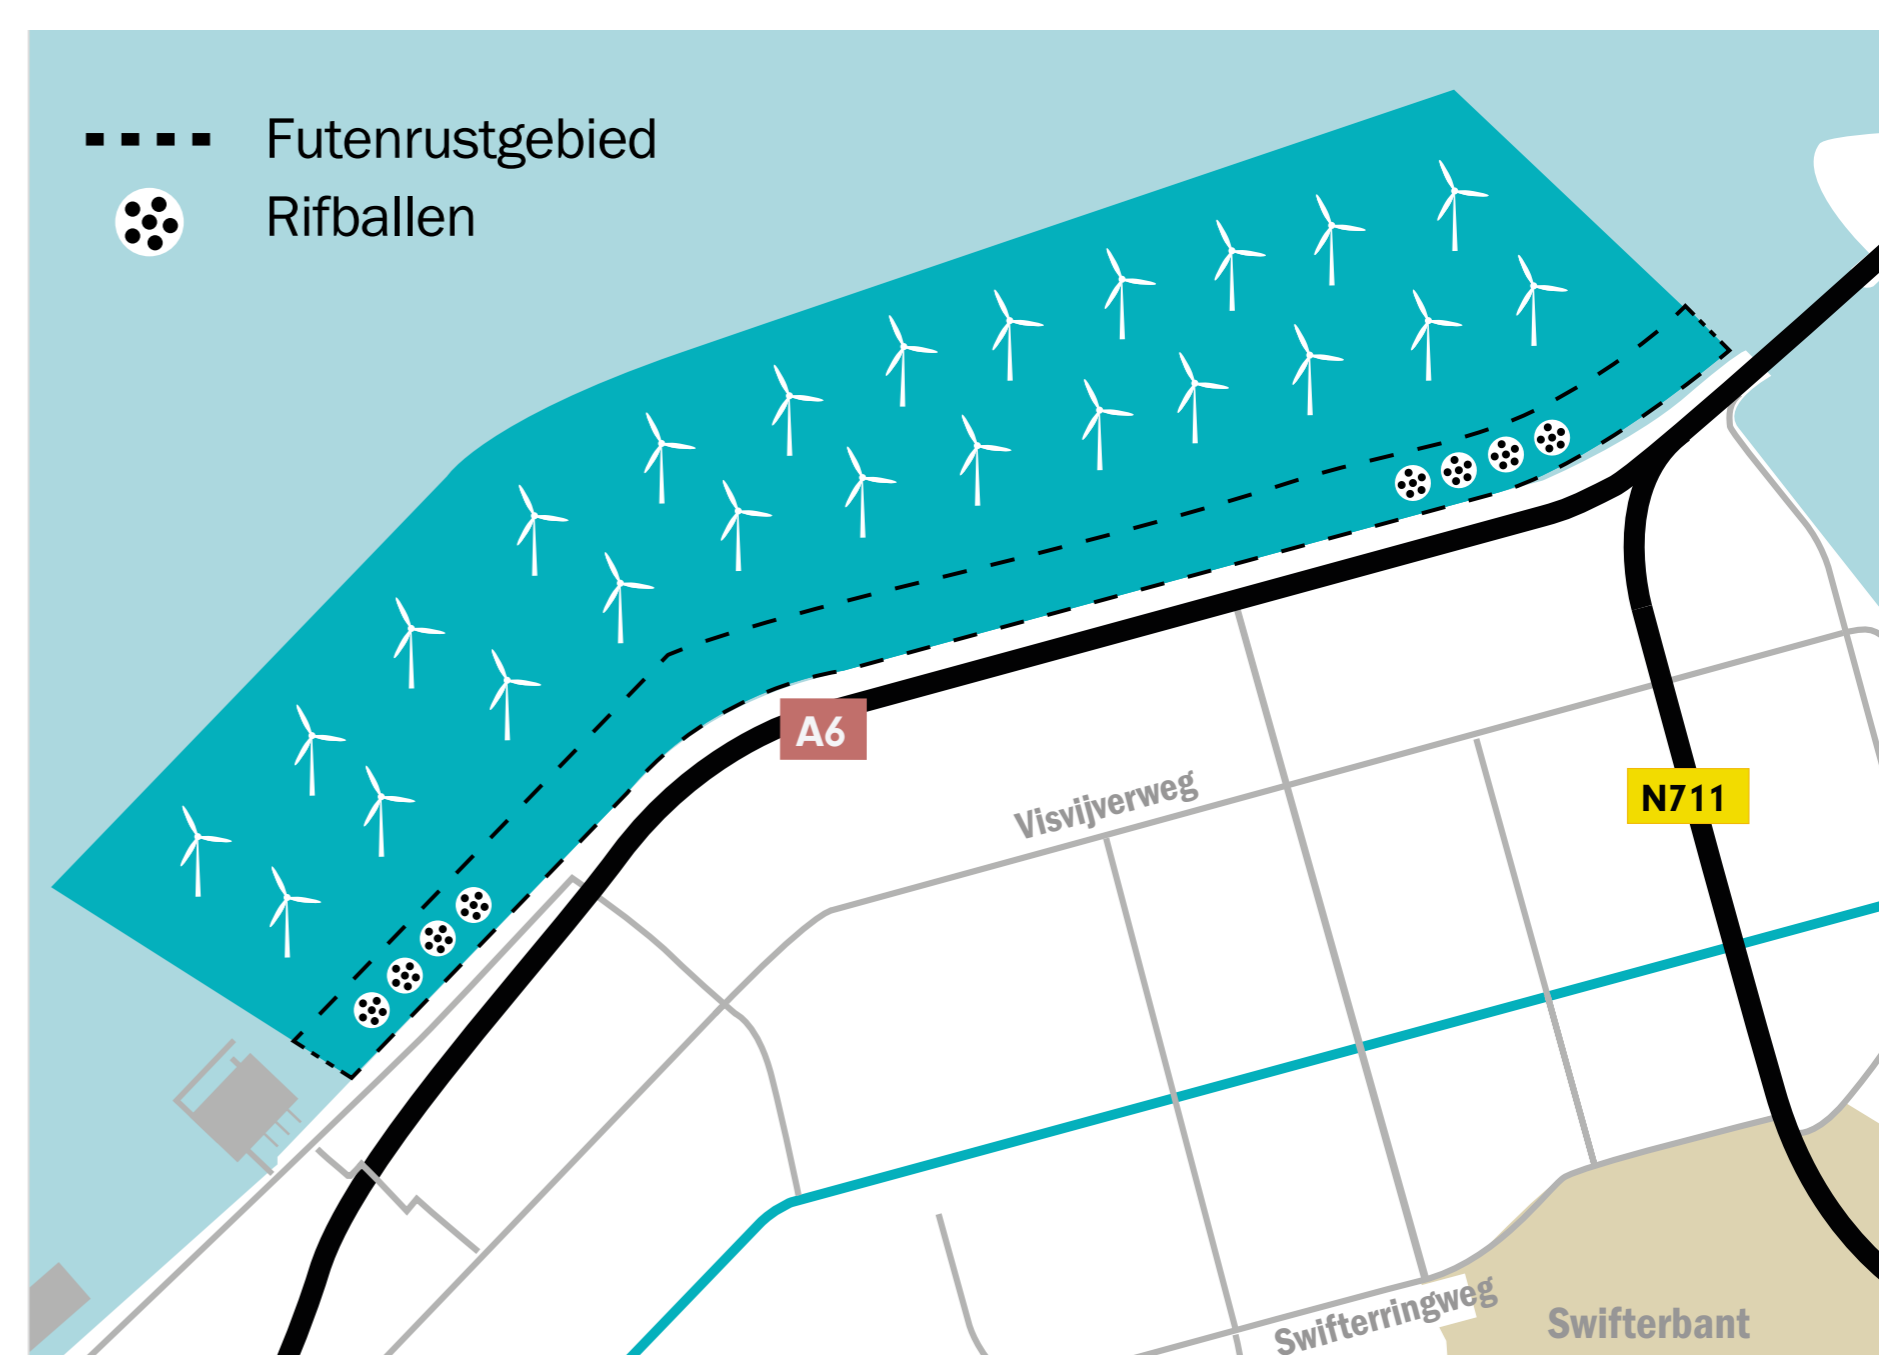 Futenrustgebied
Rifballen
A6
Visvijverweg
N711
Swifterringweg
Swifterbant